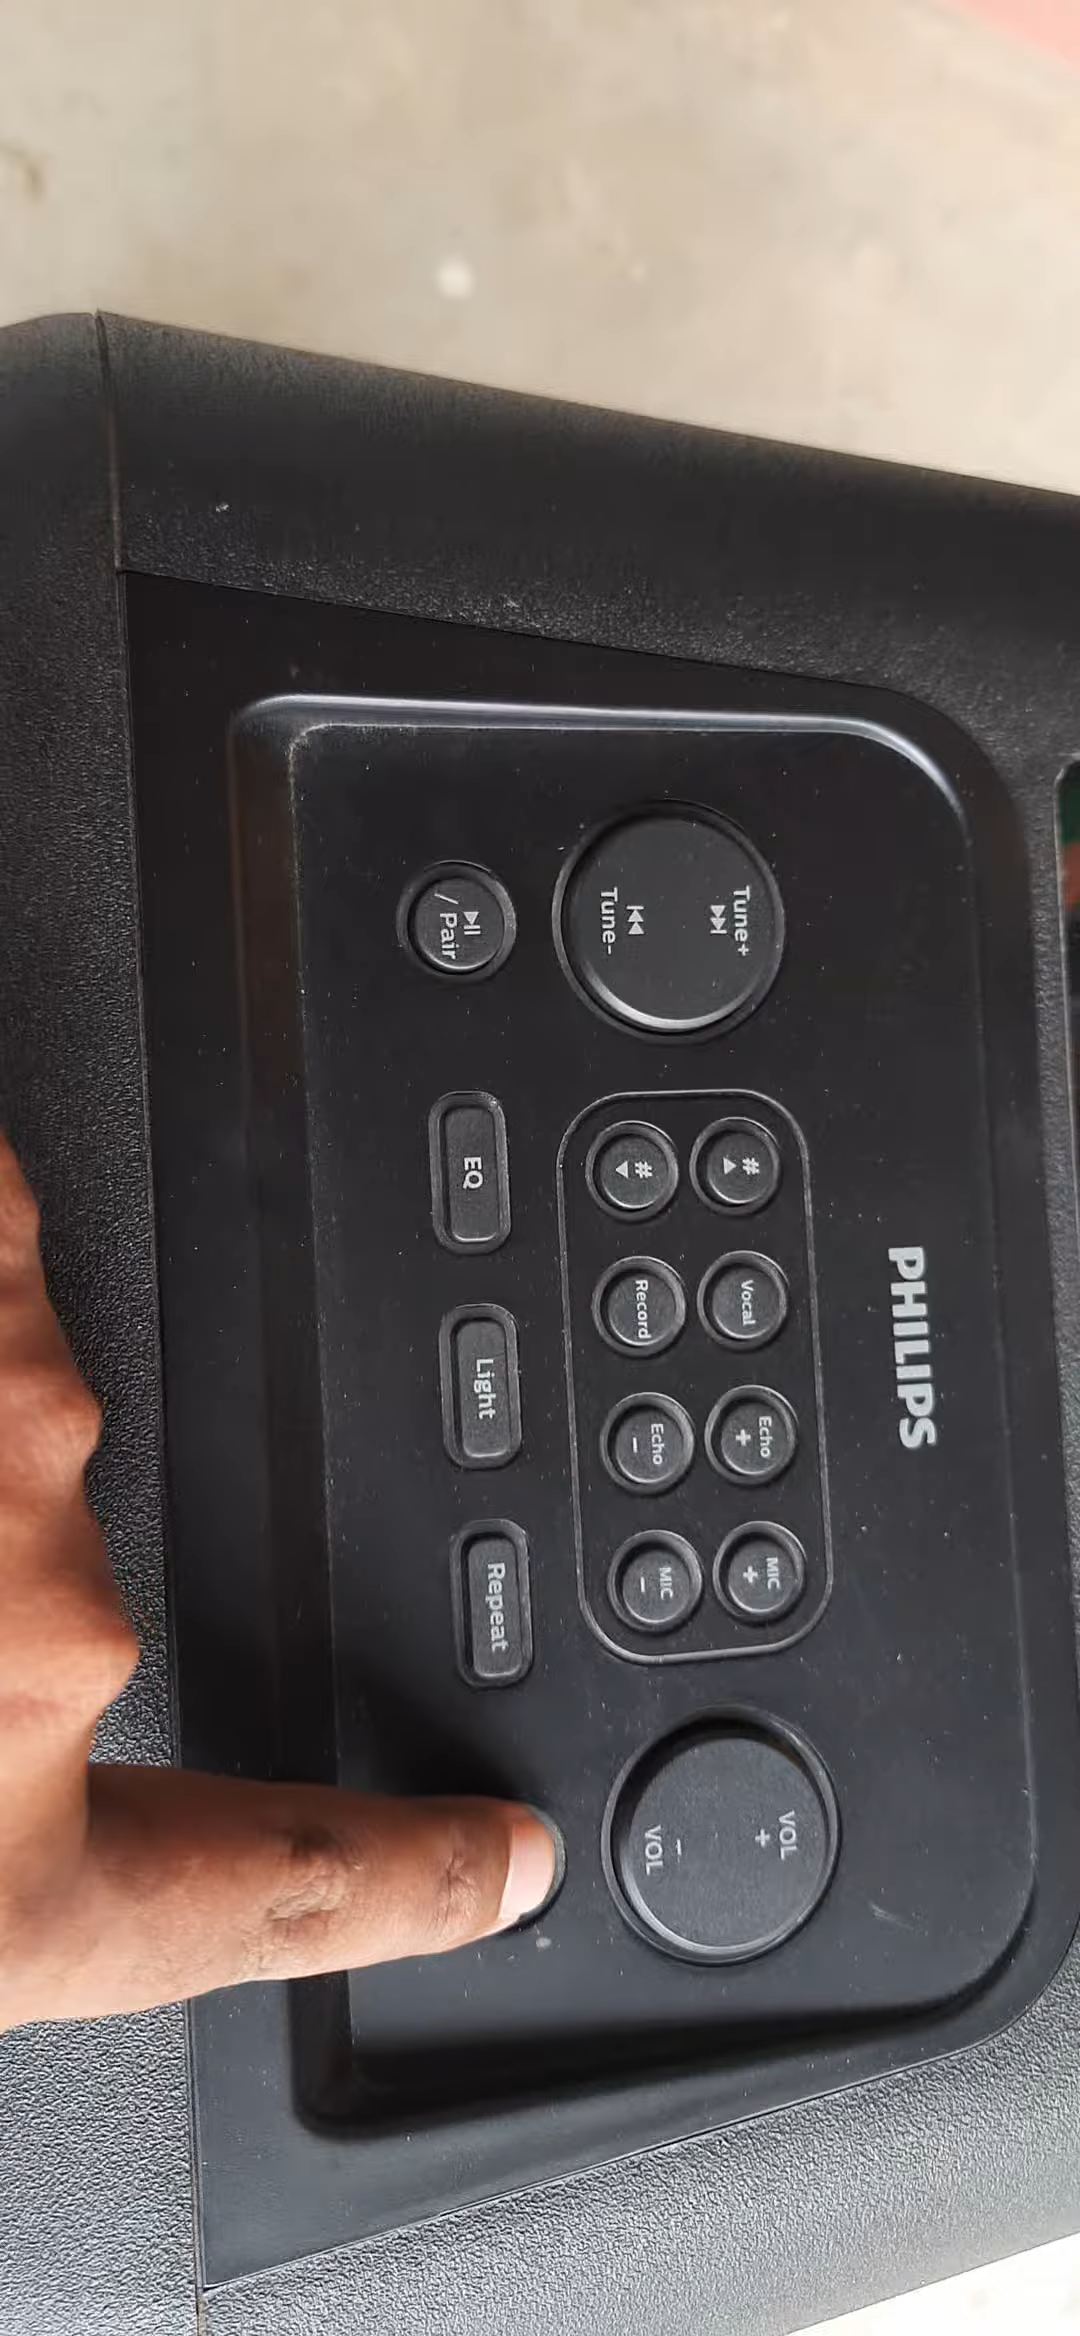 PHILIPS
Tune+
Tune-
/ Pair
#
#
Vocal
Record
Echo
+
Echo
-
MIC
+
MIC
-
VOL
+
-
VOL
EQ
Light
Repeat